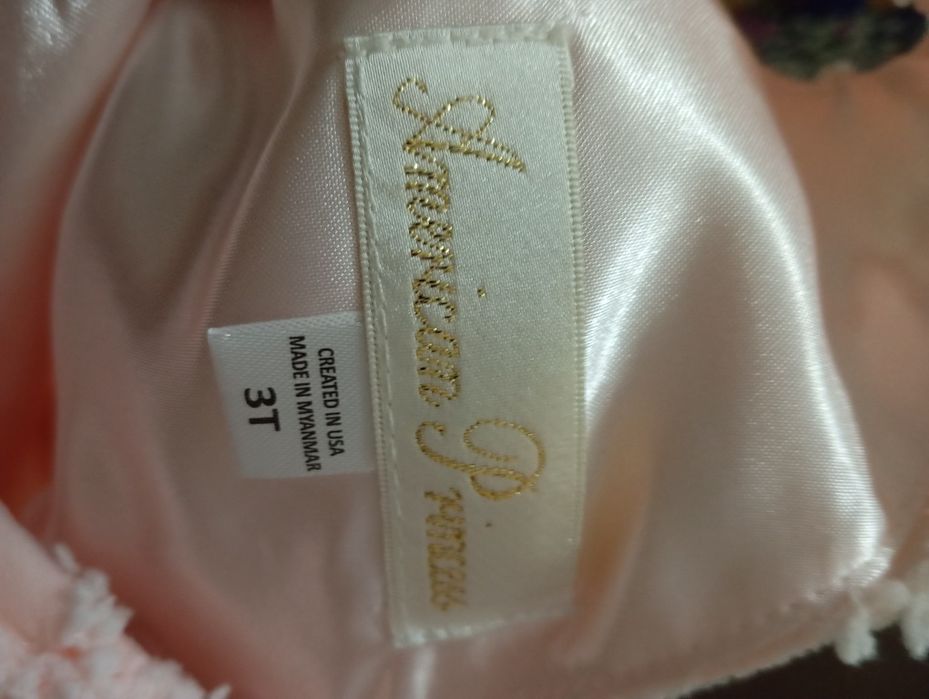 American Princess
CREATED IN USA
MADE IN MYANMAR
3T